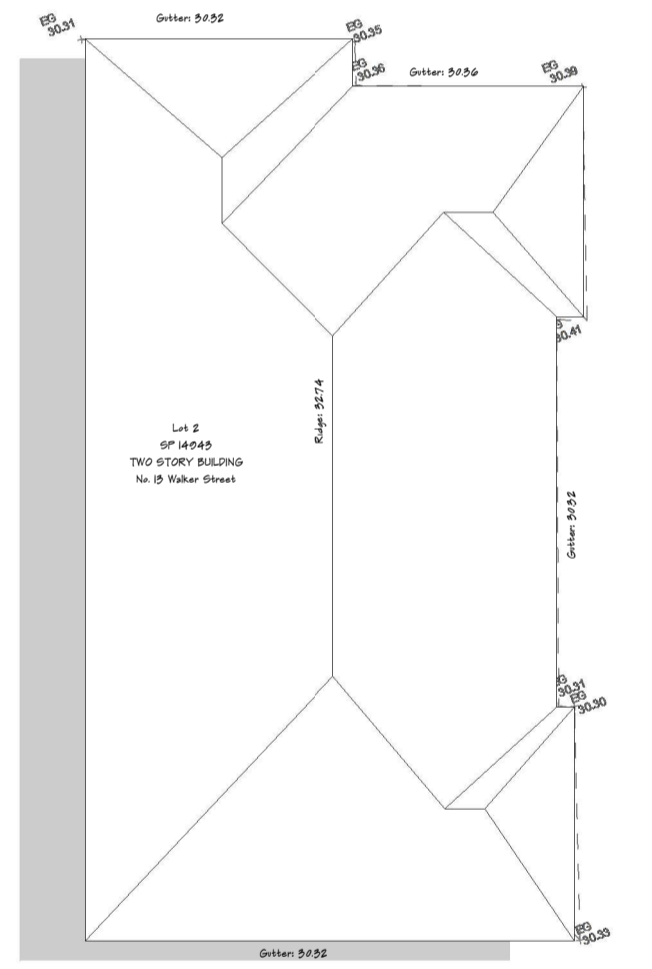 EG
30.31
Gutter: 30.32
EG
30.35
EG
30.36
Gutter: 30.36
EG
30.39
30.41
Ridge: 32.74
Lot 2
SP 14943
TWO STORY BUILDING
No. 13 Walker Street
Gutter: 30.32
EG
30.31
EG
30.30
EG
30.33
Gutter: 30.32